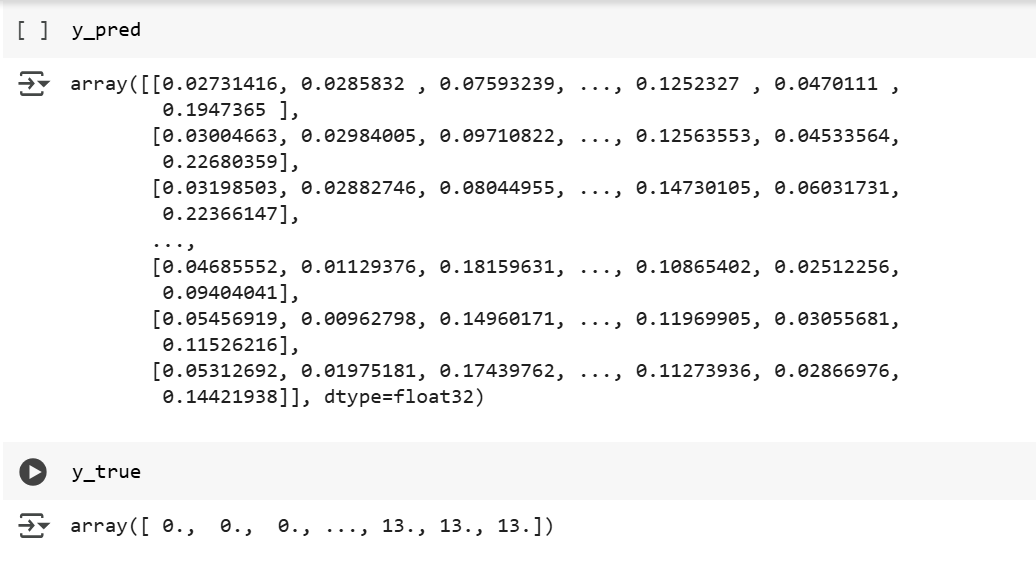 [ ] y_pred
array([[0.02731416, 0.0285832 , 0.07593239, ..., 0.1252327 , 0.0470111 ,
0.1947365 ],
[0.03004663, 0.02984005, 0.09710822, ..., 0.12563553, 0.04533564,
0.22680359],
[0.03198503, 0.02882746, 0.08044955, ..., 0.14730105, 0.06031731,
0.22366147],
...,
[0.04685552, 0.01129376, 0.18159631, ..., 0.10865402, 0.02512256,
0.09404041],
[0.05456919, 0.00962798, 0.14960171, ..., 0.11969905, 0.03055681,
0.11526216],
[0.05312692, 0.01975181, 0.17439762, ..., 0.11273936, 0.02866976,
0.14421938]], dtype=float32)
y_true
array([ 0., 0., 0., ..., 13., 13., 13.])